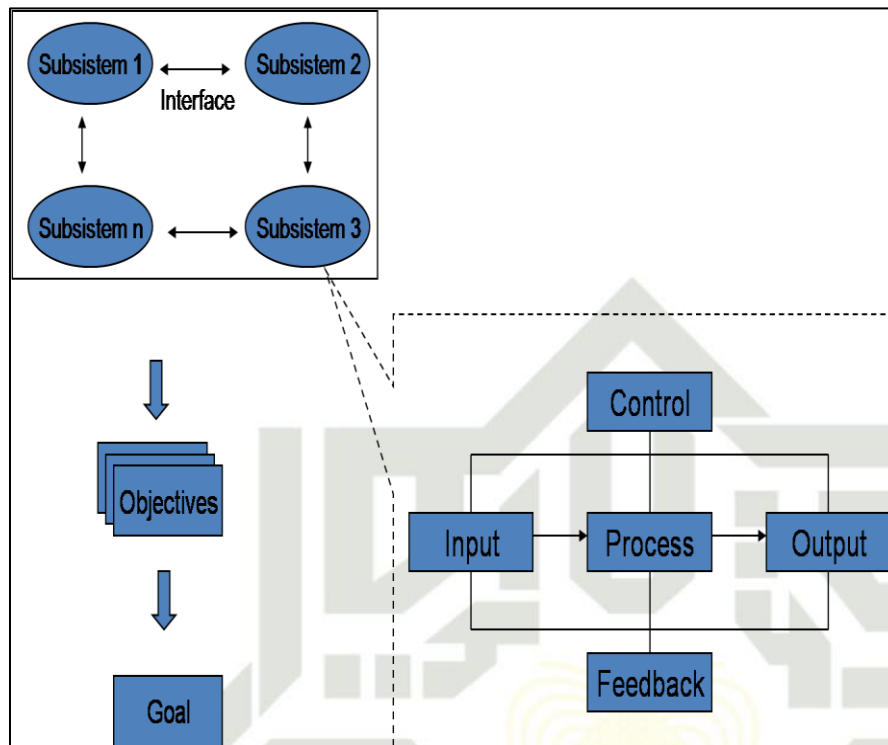 Subsistem 1
Subsistem 2
Interface
Subsistem n
Subsistem 3
Control
Objectives
Input
Process
Output
Feedback
Goal